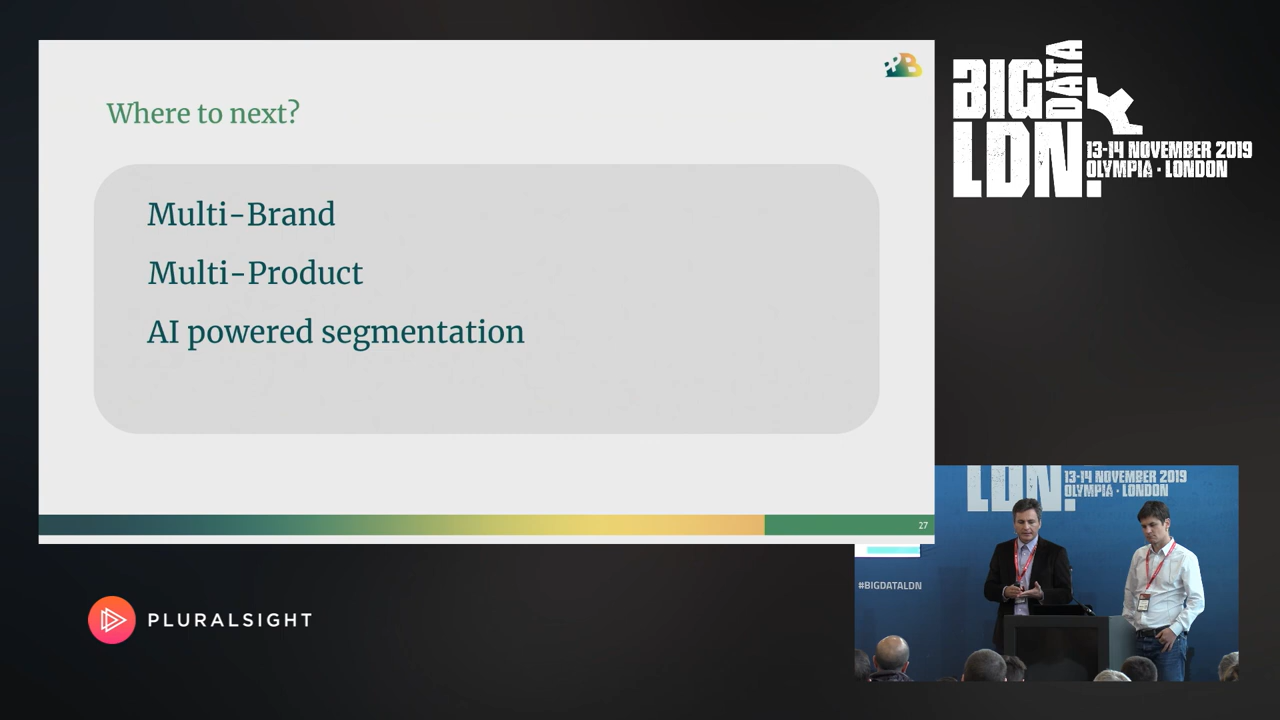 PPB
Where to next?
Multi-Brand
Multi-Product
AI powered segmentation
27
BIG DATA
LDN.
13-14 NOVEMBER 2019
OLYMPIA · LONDON
LDN.
13-14 NOVEMBER 2019
OLYMPIA · LONDON
#BIGDATALDN
PLURALSIGHT